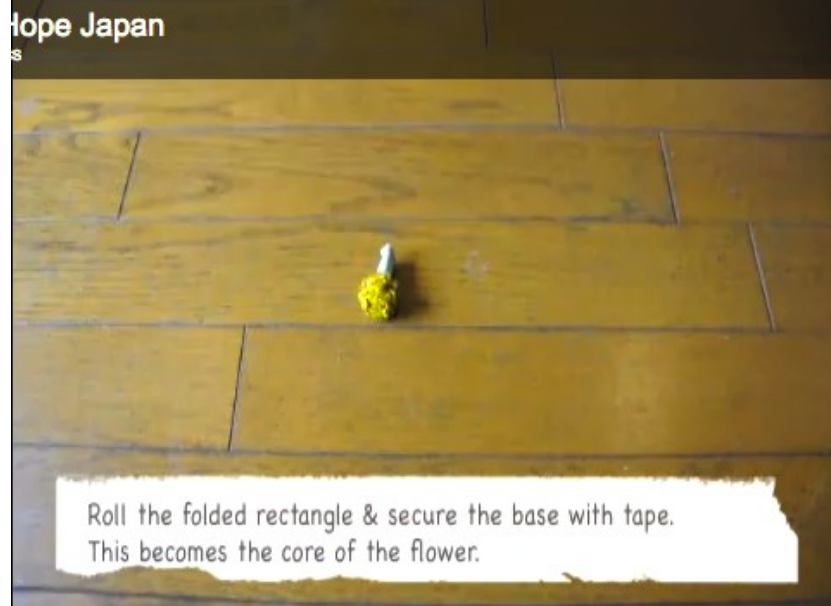 Hope Japan
s
Roll the folded rectangle & secure the base with tape.
This becomes the core of the flower.